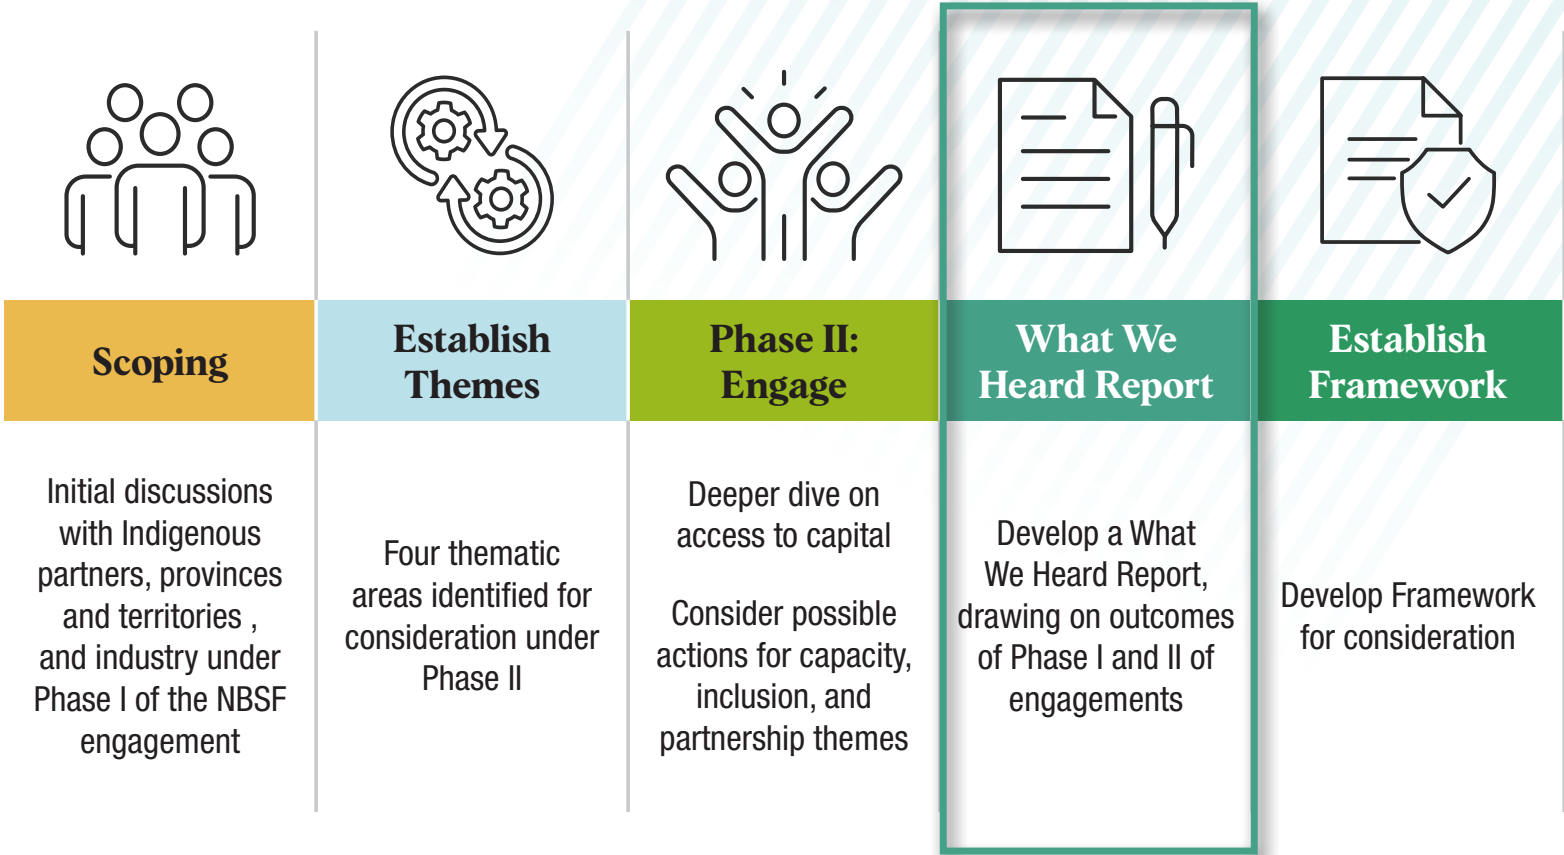 Scoping
Initial discussions
with Indigenous
partners, provinces
and territories ,
and industry under
Phase I of the NBSF
engagement
Establish
Themes
Four thematic
areas identified for
consideration under
Phase II
Phase II:
Engage
Deeper dive on
access to capital
Consider possible
actions for capacity,
inclusion, and
partnership themes
What We
Heard Report
Develop a What
We Heard Report,
drawing on outcomes
of Phase I and II of
engagements
Establish
Framework
Develop Framework
for consideration